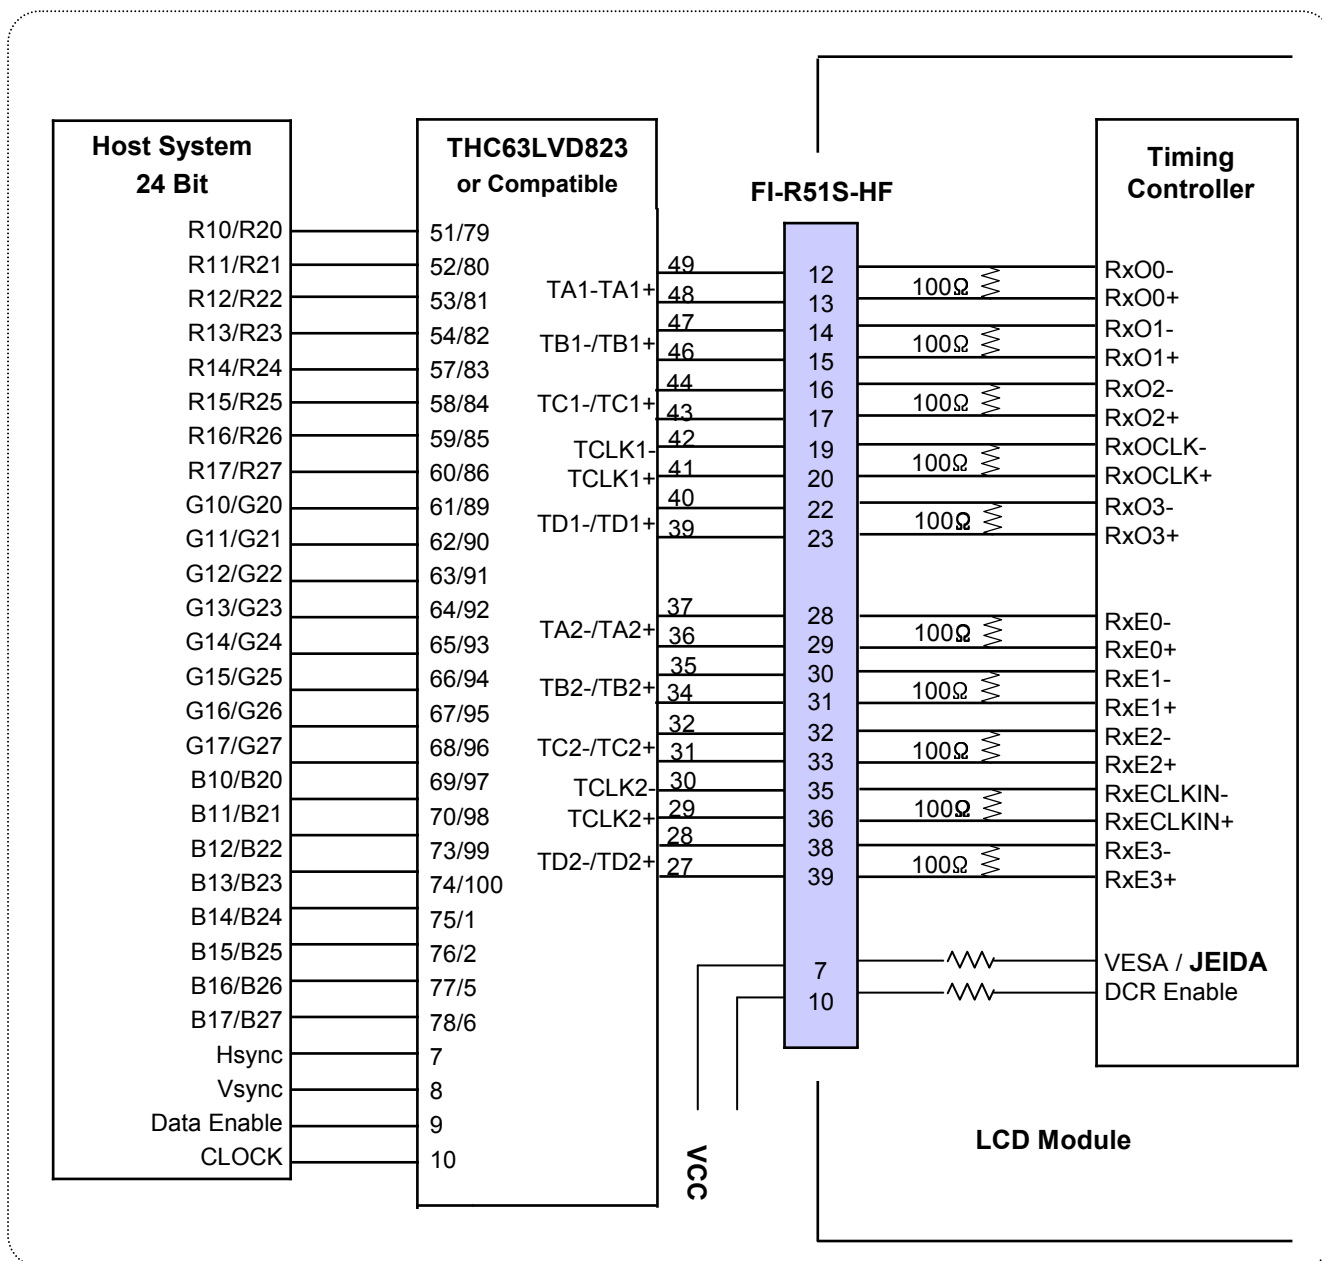 Host System
24 Bit
R10/R20
R11/R21
R12/R22
R13/R23
R14/R24
R15/R25
R16/R26
R17/R27
G10/G20
G11/G21
G12/G22
G13/G23
G14/G24
G15/G25
G16/G26
G17/G27
B10/B20
B11/B21
B12/B22
B13/B23
B14/B24
B15/B25
B16/B26
B17/B27
Hsync
Vsync
Data Enable
CLOCK
THC63LVD823
or Compatible
51/79
52/80
53/81
54/82
57/83
58/84
59/85
60/86
61/89
62/90
63/91
64/92
65/93
66/94
67/95
68/96
69/97
70/98
73/99
74/100
75/1
76/2
77/5
78/6
7
8
9
10
TA1-TA1+
TB1-/TB1+
TC1-/TC1+
TCLK1-
TCLK1+
TD1-/TD1+
TA2-/TA2+
TB2-/TB2+
TC2-/TC2+
TCLK2-
TCLK2+
TD2-/TD2+
49
48
47
46
44
43
42
41
40
39
37
36
35
34
32
31
30
29
28
27
VCC
FI-R51S-HF
12
13
14
15
16
17
19
20
22
23
28
29
30
31
32
33
35
36
38
39
7
10
100Ω
100Ω
100Ω
100Ω
100Ω
100Ω
100Ω
100Ω
100Ω
100Ω
Timing
Controller
RxO0-
RxO0+
RxO1-
RxO1+
RxO2-
RxO2+
RxOCLK-
RxOCLK+
RxO3-
RxO3+
RxE0-
RxE0+
RxE1-
RxE1+
RxE2-
RxE2+
RxECLKIN-
RxECLKIN+
RxE3-
RxE3+
VESA / JEIDA
DCR Enable
LCD Module